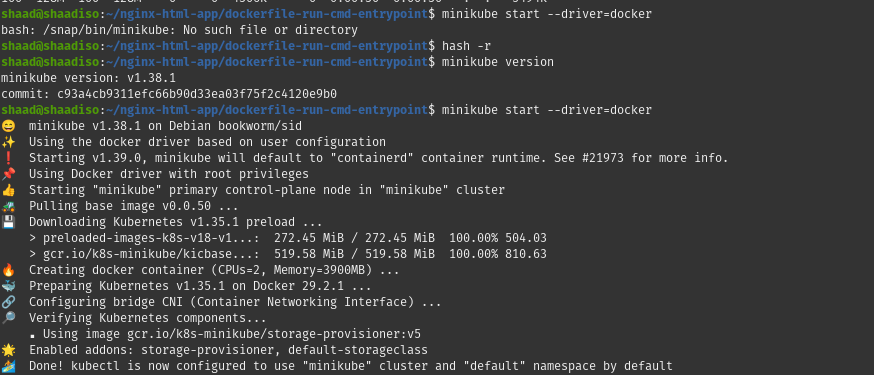 shaad@shaadiso:~/nginx-html-app/dockerfile-run-cmd-entrypoint$ minikube start --driver=docker
bash: /snap/bin/minikube: No such file or directory
shaad@shaadiso:~/nginx-html-app/dockerfile-run-cmd-entrypoint$ hash -r
shaad@shaadiso:~/nginx-html-app/dockerfile-run-cmd-entrypoint$ minikube version
minikube version: v1.38.1
commit: c93a4cb9311efc66b90d33ea03f75f2c4120e9b0
shaad@shaadiso:~/nginx-html-app/dockerfile-run-cmd-entrypoint$ minikube start --driver=docker
😄  minikube v1.38.1 on Debian bookworm/sid
✨  Using the docker driver based on user configuration
❗  Starting v1.39.0, minikube will default to "containerd" container runtime. See #21973 for more info.
📌  Using Docker driver with root privileges
👍  Starting "minikube" primary control-plane node in "minikube" cluster
🚜  Pulling base image v0.0.50 ...
💾  Downloading Kubernetes v1.35.1 preload ...
    > preloaded-images-k8s-v18-v1...:  272.45 MiB / 272.45 MiB  100.00% 504.03
    > gcr.io/k8s-minikube/kicbase...:  519.58 MiB / 519.58 MiB  100.00% 810.63
🔥  Creating docker container (CPUs=2, Memory=3900MB) ...
🐳  Preparing Kubernetes v1.35.1 on Docker 29.2.1 ...
🔗  Configuring bridge CNI (Container Networking Interface) ...
🔎  Verifying Kubernetes components...
    ▪ Using image gcr.io/k8s-minikube/storage-provisioner:v5
🌟  Enabled addons: storage-provisioner, default-storageclass
🏄  Done! kubectl is now configured to use "minikube" cluster and "default" namespace by default